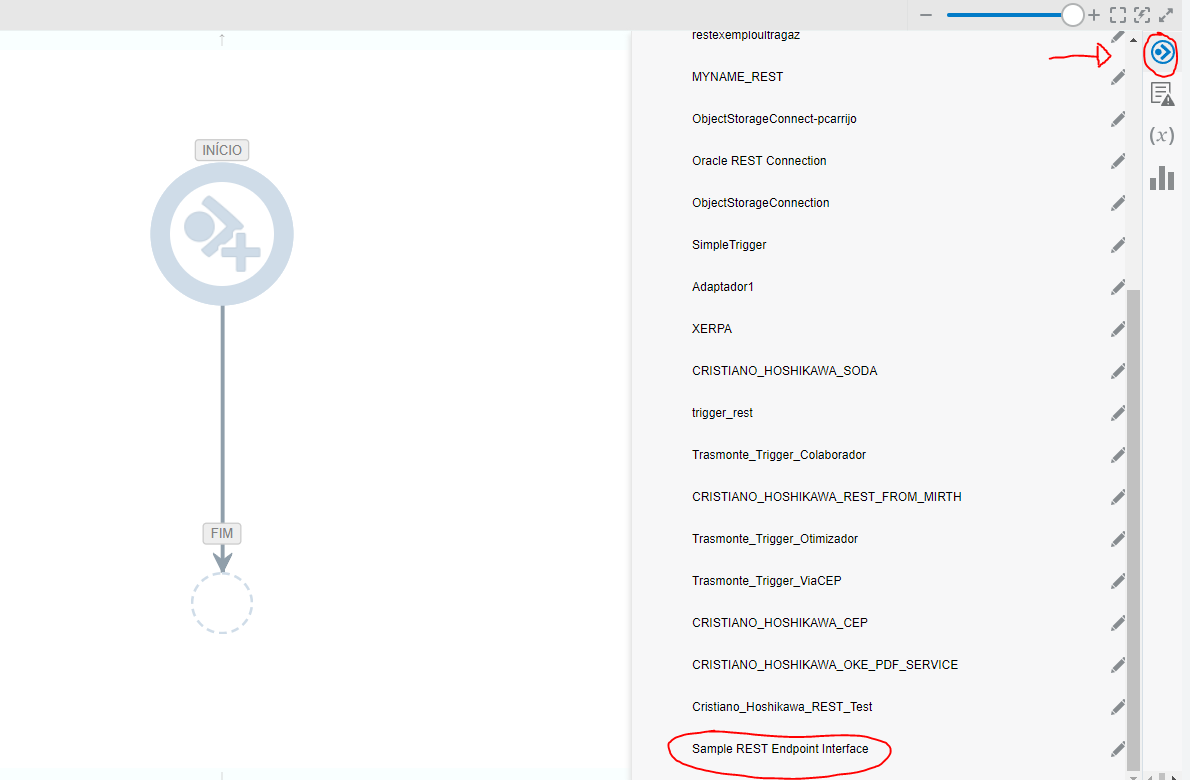 restexemploultragaz
MYNAME_REST
ObjectStorageConnect-pcarrijo
Oracle REST Connection
ObjectStorageConnection
SimpleTrigger
Adaptador1
XERPA
CRISTIANO_HOSHIKAWA_SODA
trigger_rest
Trasmonte_Trigger_Colaborador
CRISTIANO_HOSHIKAWA_REST_FROM_MIRTH
Trasmonte_Trigger_Otimizador
Trasmonte_Trigger_ViaCEP
CRISTIANO_HOSHIKAWA_CEP
CRISTIANO_HOSHIKAWA_OKE_PDF_SERVICE
Cristiano_Hoshikawa_REST_Test
Sample REST Endpoint Interface
INÍCIO
FIM
(x)